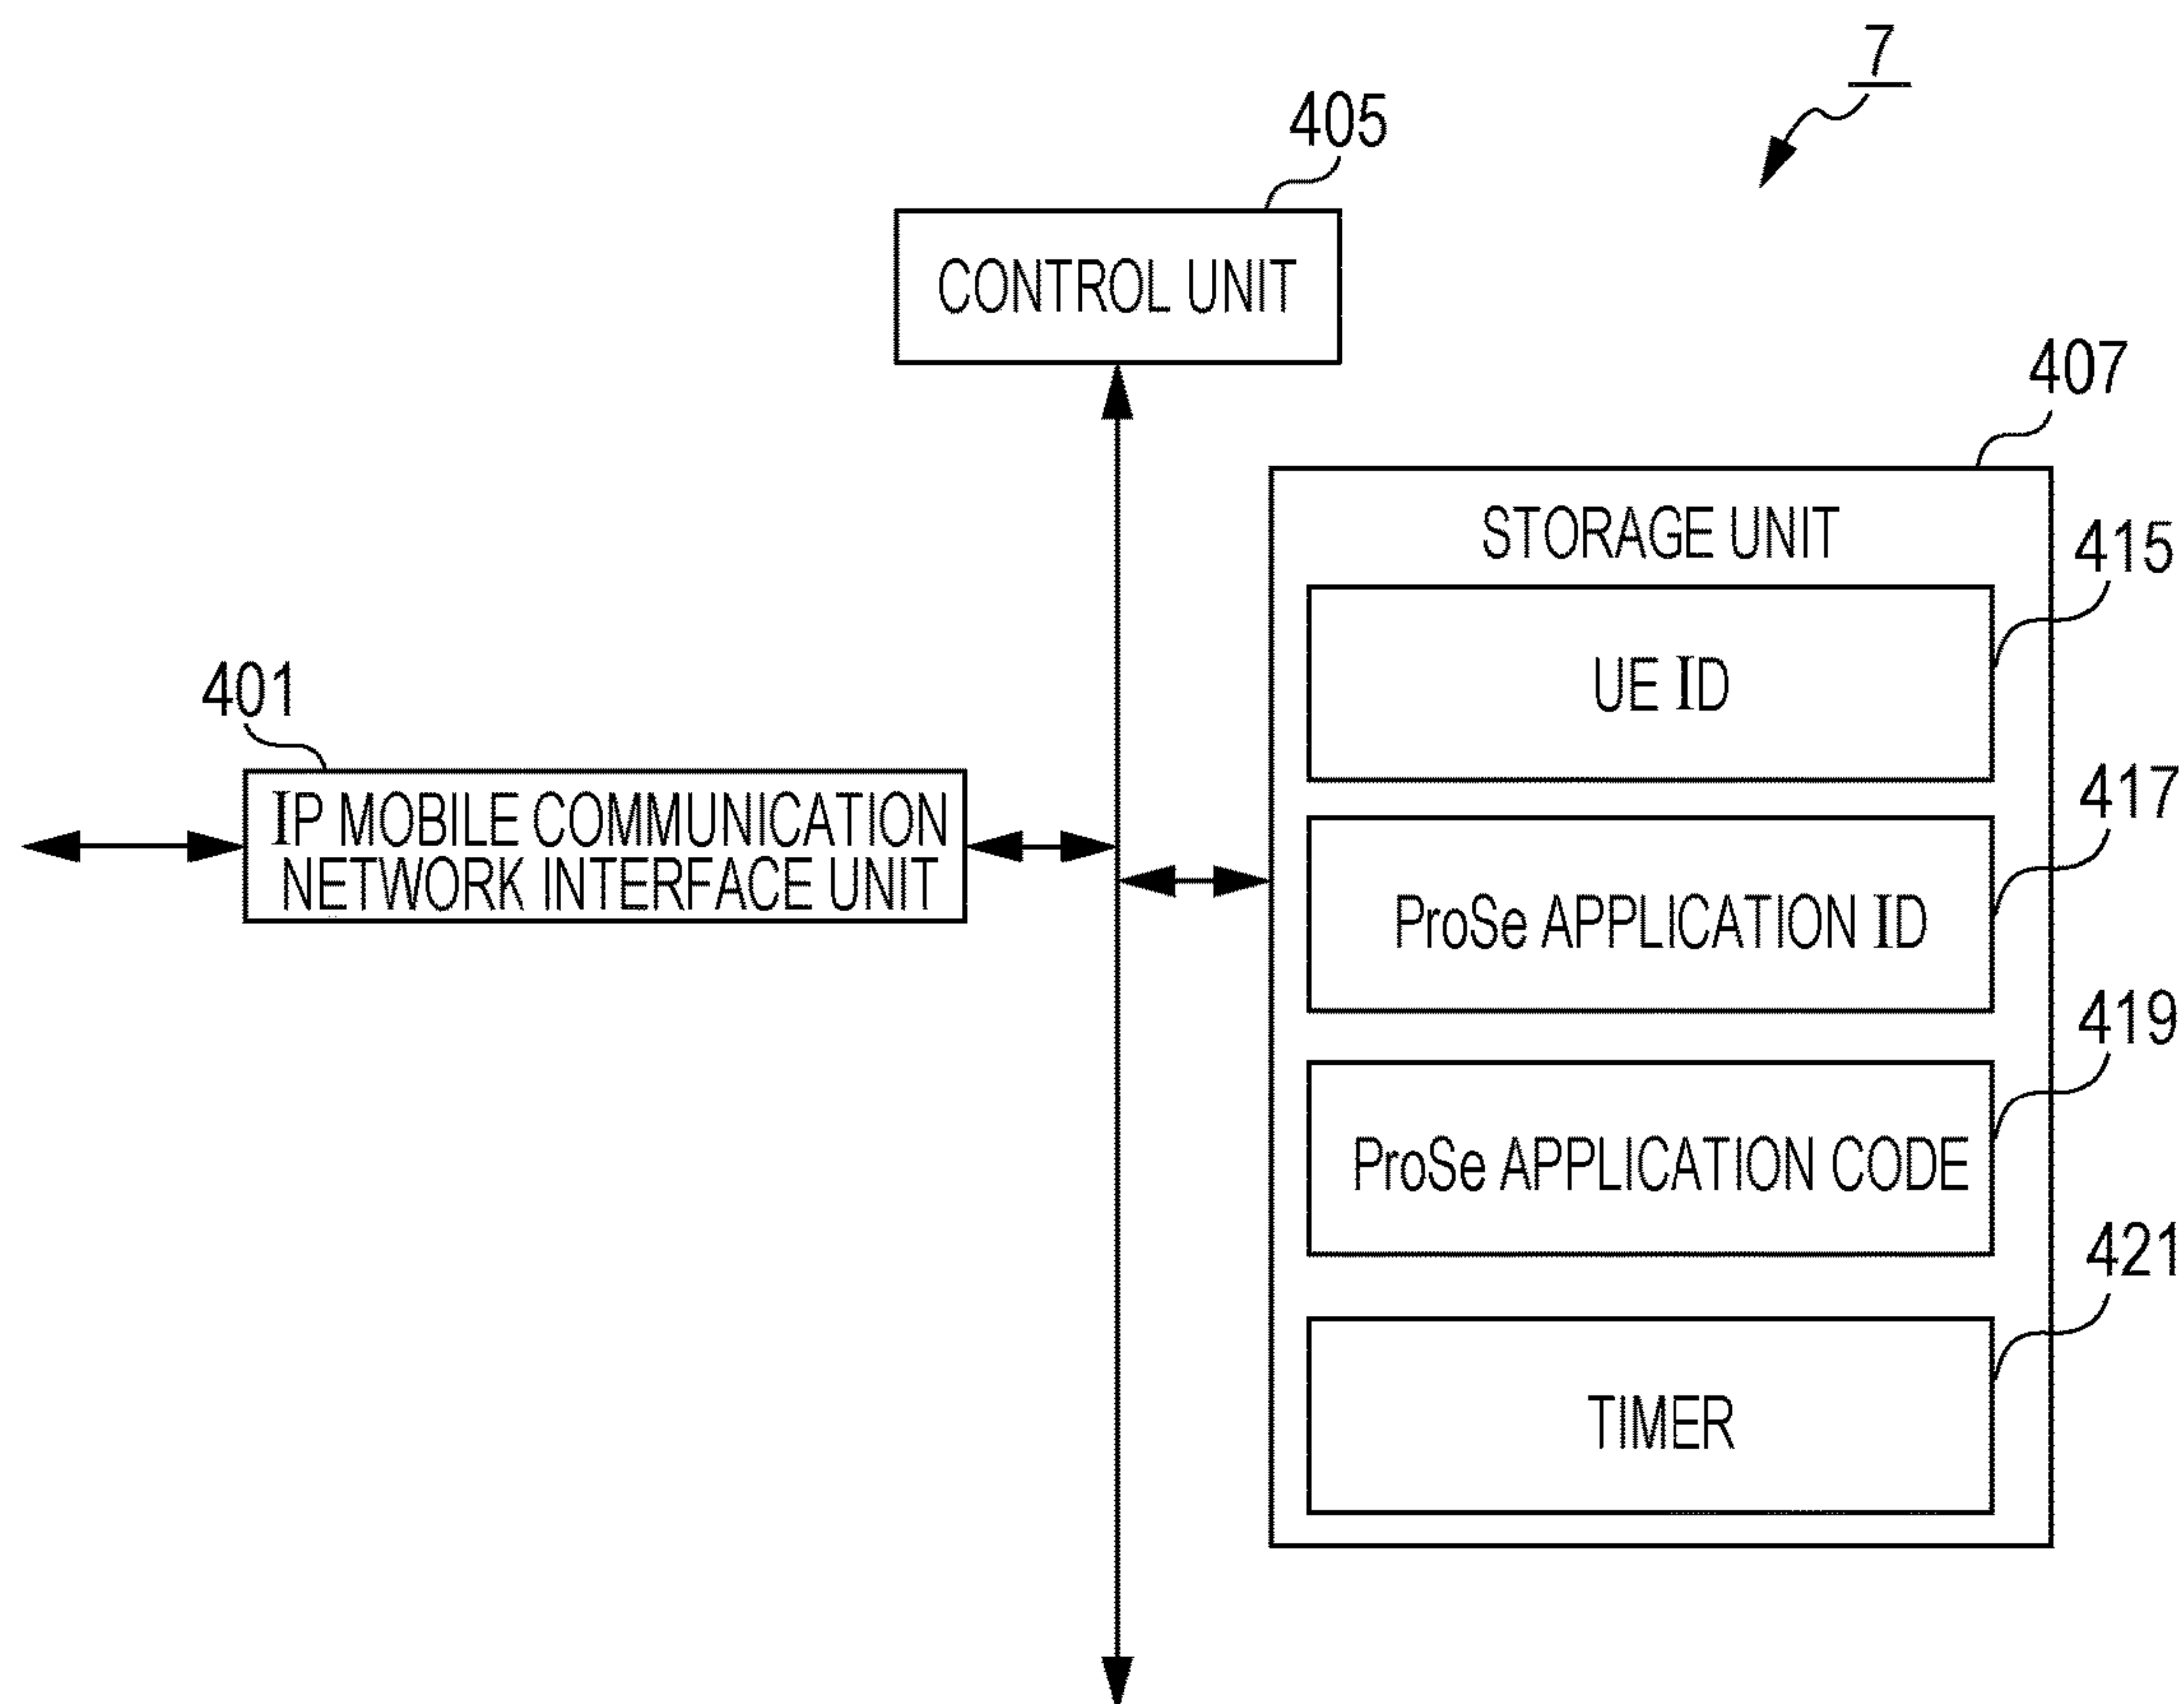 7
405
CONTROL UNIT
407
STORAGE UNIT
415
UE ID
401
IP MOBILE COMMUNICATION
NETWORK INTERFACE UNIT
417
ProSe APPLICATION ID
419
ProSe APPLICATION CODE
421
TIMER